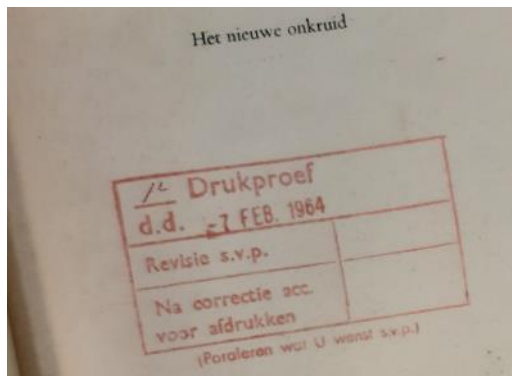 Het nieuwe onkruid
1e Drukproef
d.d. -7 FEB. 1964
Revisie s.v.p.
Na correctie acc.
voor afdrukken
(Paraferen wat U wenst s.v.p.)